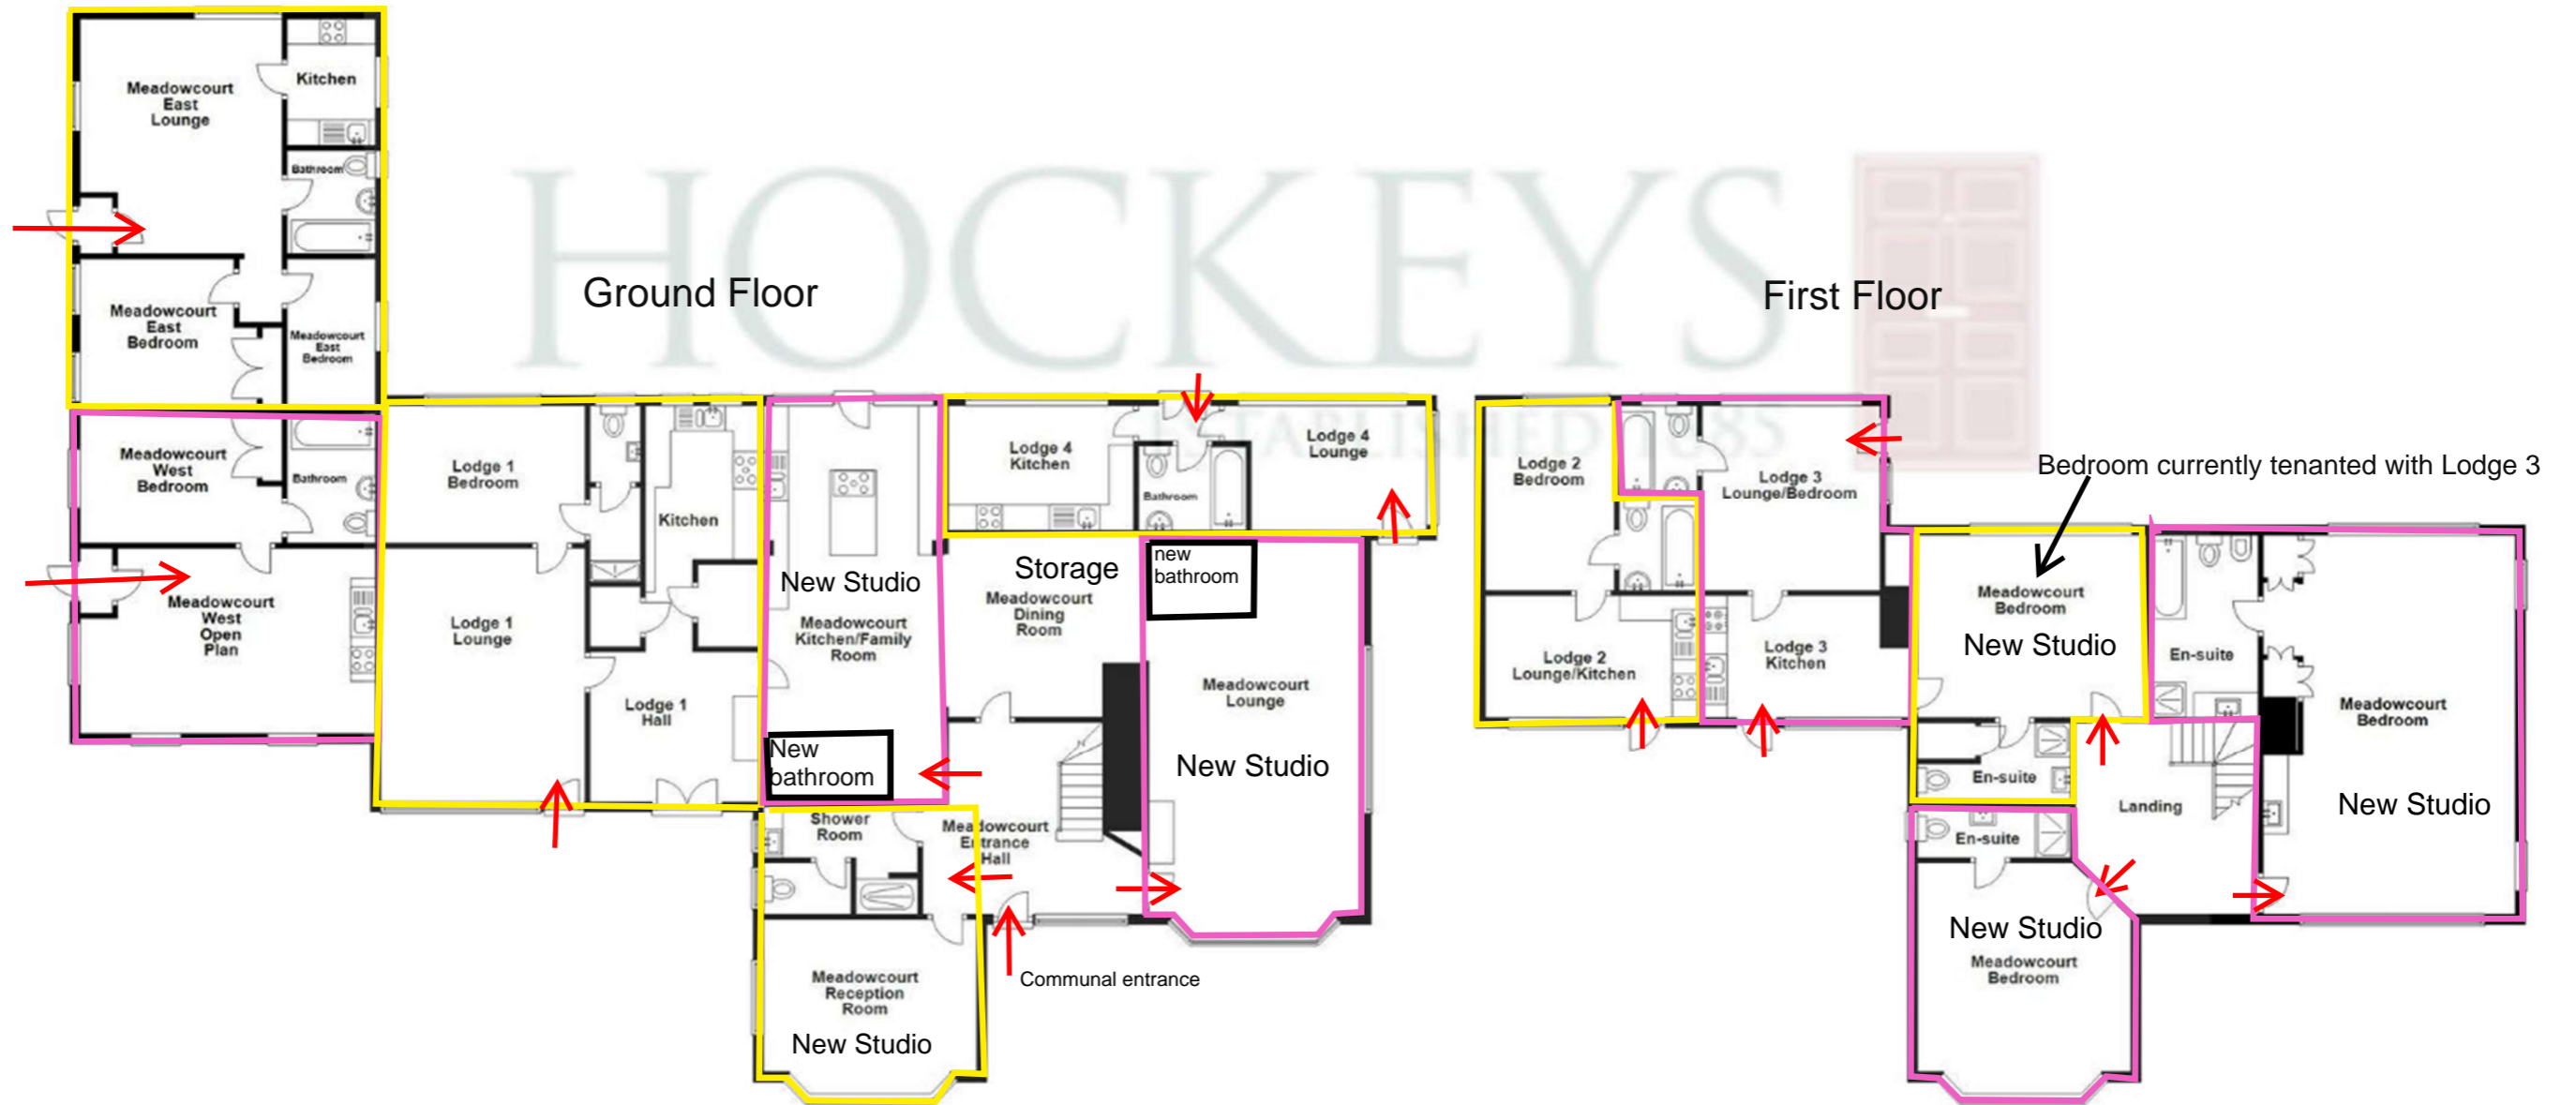 HOCKEYS
ESTABLISHED 1885
Ground Floor
First Floor
Meadowcourt
East
Lounge
Kitchen
Bathroom
Meadowcourt
East
Bedroom
Meadowcourt
East
Bedroom
Meadowcourt
West
Bedroom
Bathroom
Meadowcourt
West
Open
Plan
Lodge 1
Bedroom
Kitchen
Lodge 1
Lounge
Lodge 1
Hall
New Studio
Meadowcourt
Kitchen/Family
Room
New
bathroom
Lodge 4
Kitchen
Bathroom
Lodge 4
Lounge
Storage
Meadowcourt
Dining
Room
new
bathroom
Meadowcourt
Lounge
New Studio
Shower
Room
Meadowcourt
Entrance
Hall
Meadowcourt
Reception
Room
New Studio
Communal entrance
Lodge 2
Bedroom
Lodge 3
Lounge/Bedroom
Lodge 2
Lounge/Kitchen
Lodge 3
Kitchen
Bedroom currently tenanted with Lodge 3
Meadowcourt
Bedroom
New Studio
En-suite
En-suite
Meadowcourt
Bedroom
New Studio
En-suite
Landing
New Studio
Meadowcourt
Bedroom